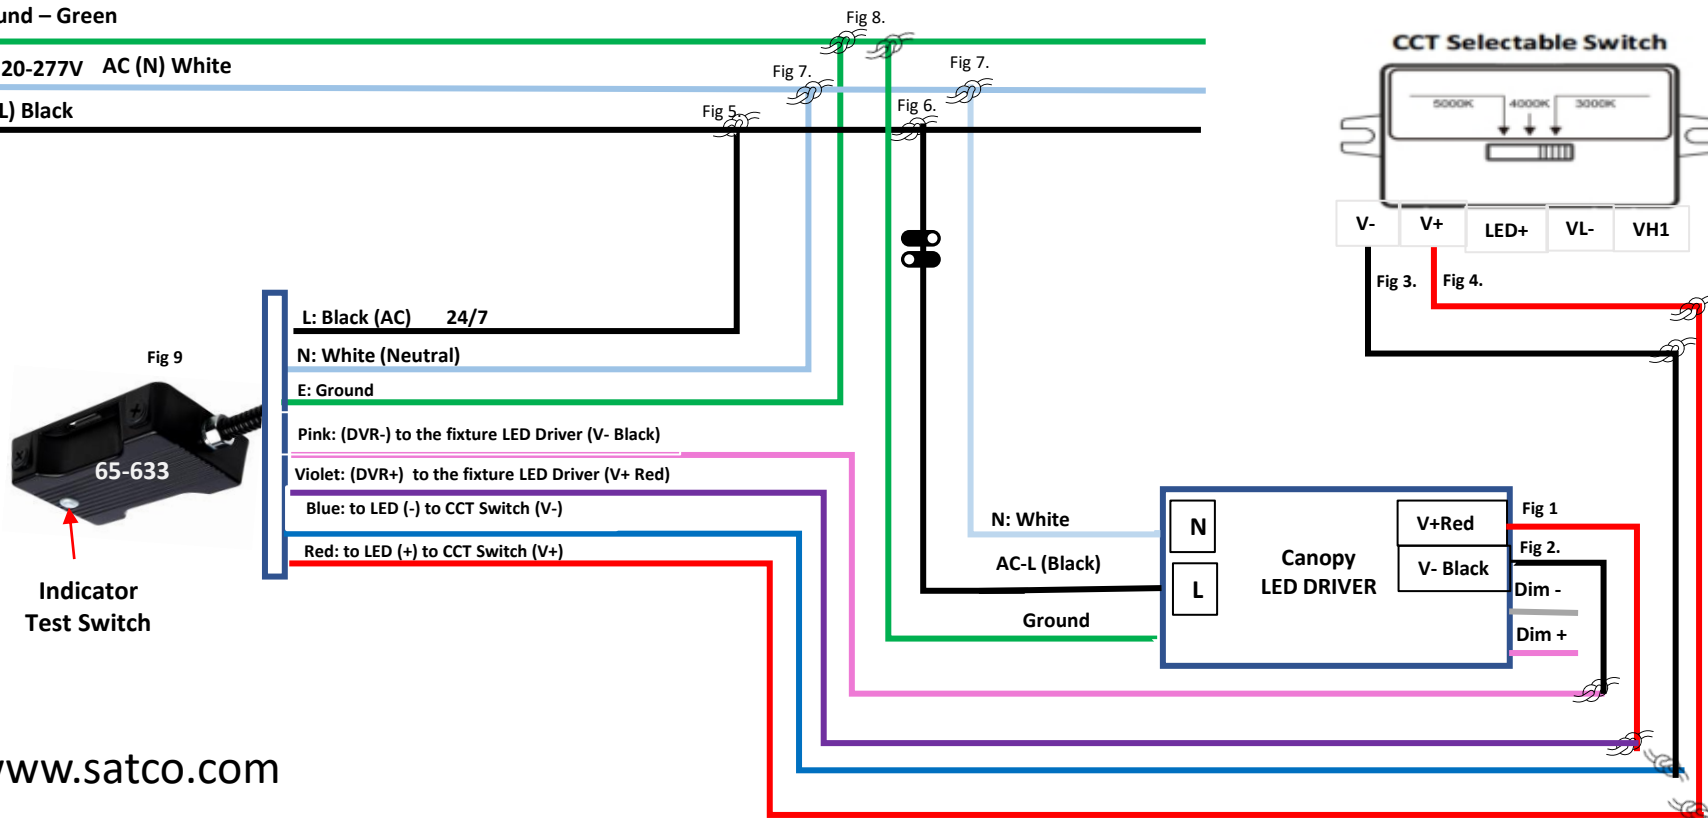 und – Green
Fig 8.
CCT Selectable Switch
20-277V AC (N) White
Fig 7.
Fig 7.
L) Black
Fig 5.
Fig 6.
5000K 4000K 3000K
V- V+ LED+ VL- VH1
Fig 3. Fig 4.
L: Black (AC) 24/7
Fig 9
N: White (Neutral)
E: Ground
Pink: (DVR-) to the fixture LED Driver (V- Black)
65-633
Violet: (DVR+) to the fixture LED Driver (V+ Red)
Blue: to LED (-) to CCT Switch (V-)
Red: to LED (+) to CCT Switch (V+)
Indicator
Test Switch
N: White
AC-L (Black)
Ground
N
L
Canopy
LED DRIVER
V+Red
V- Black
Fig 1
Fig 2.
Dim -
Dim +
www.satco.com